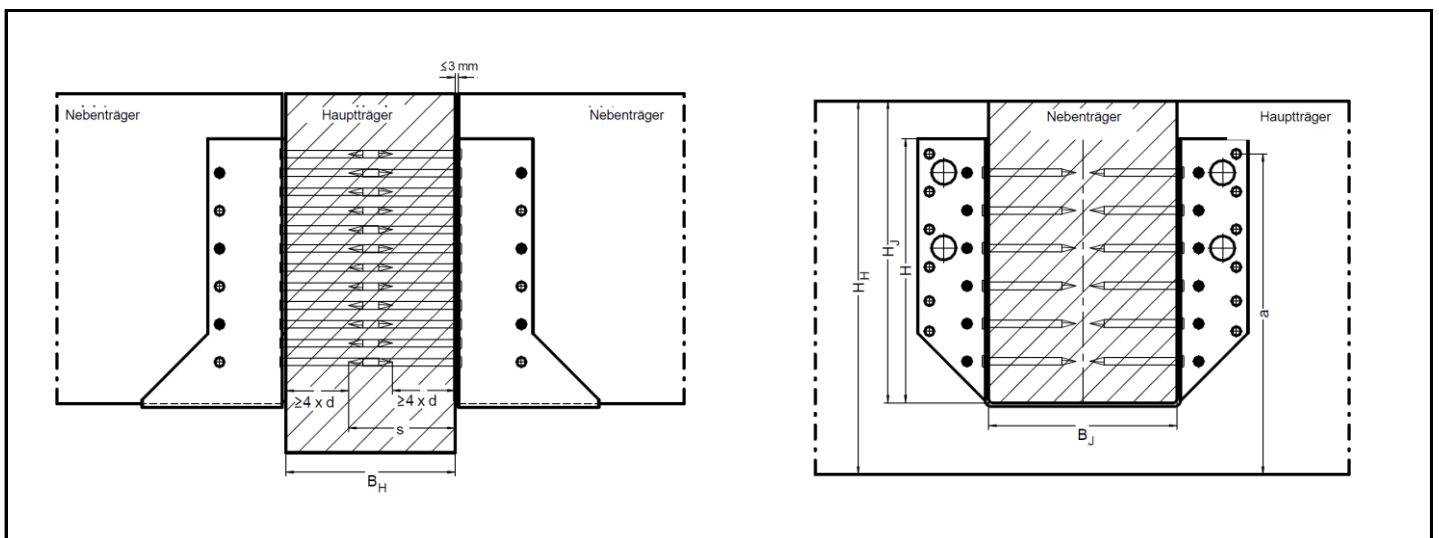 ≤3 mm
Nebenträger
Hauptträger
Nebenträger
≥4 x d
≥4 x d
s
B_H
Nebenträger
Hauptträger
H_H
H_J
H
a
B_J